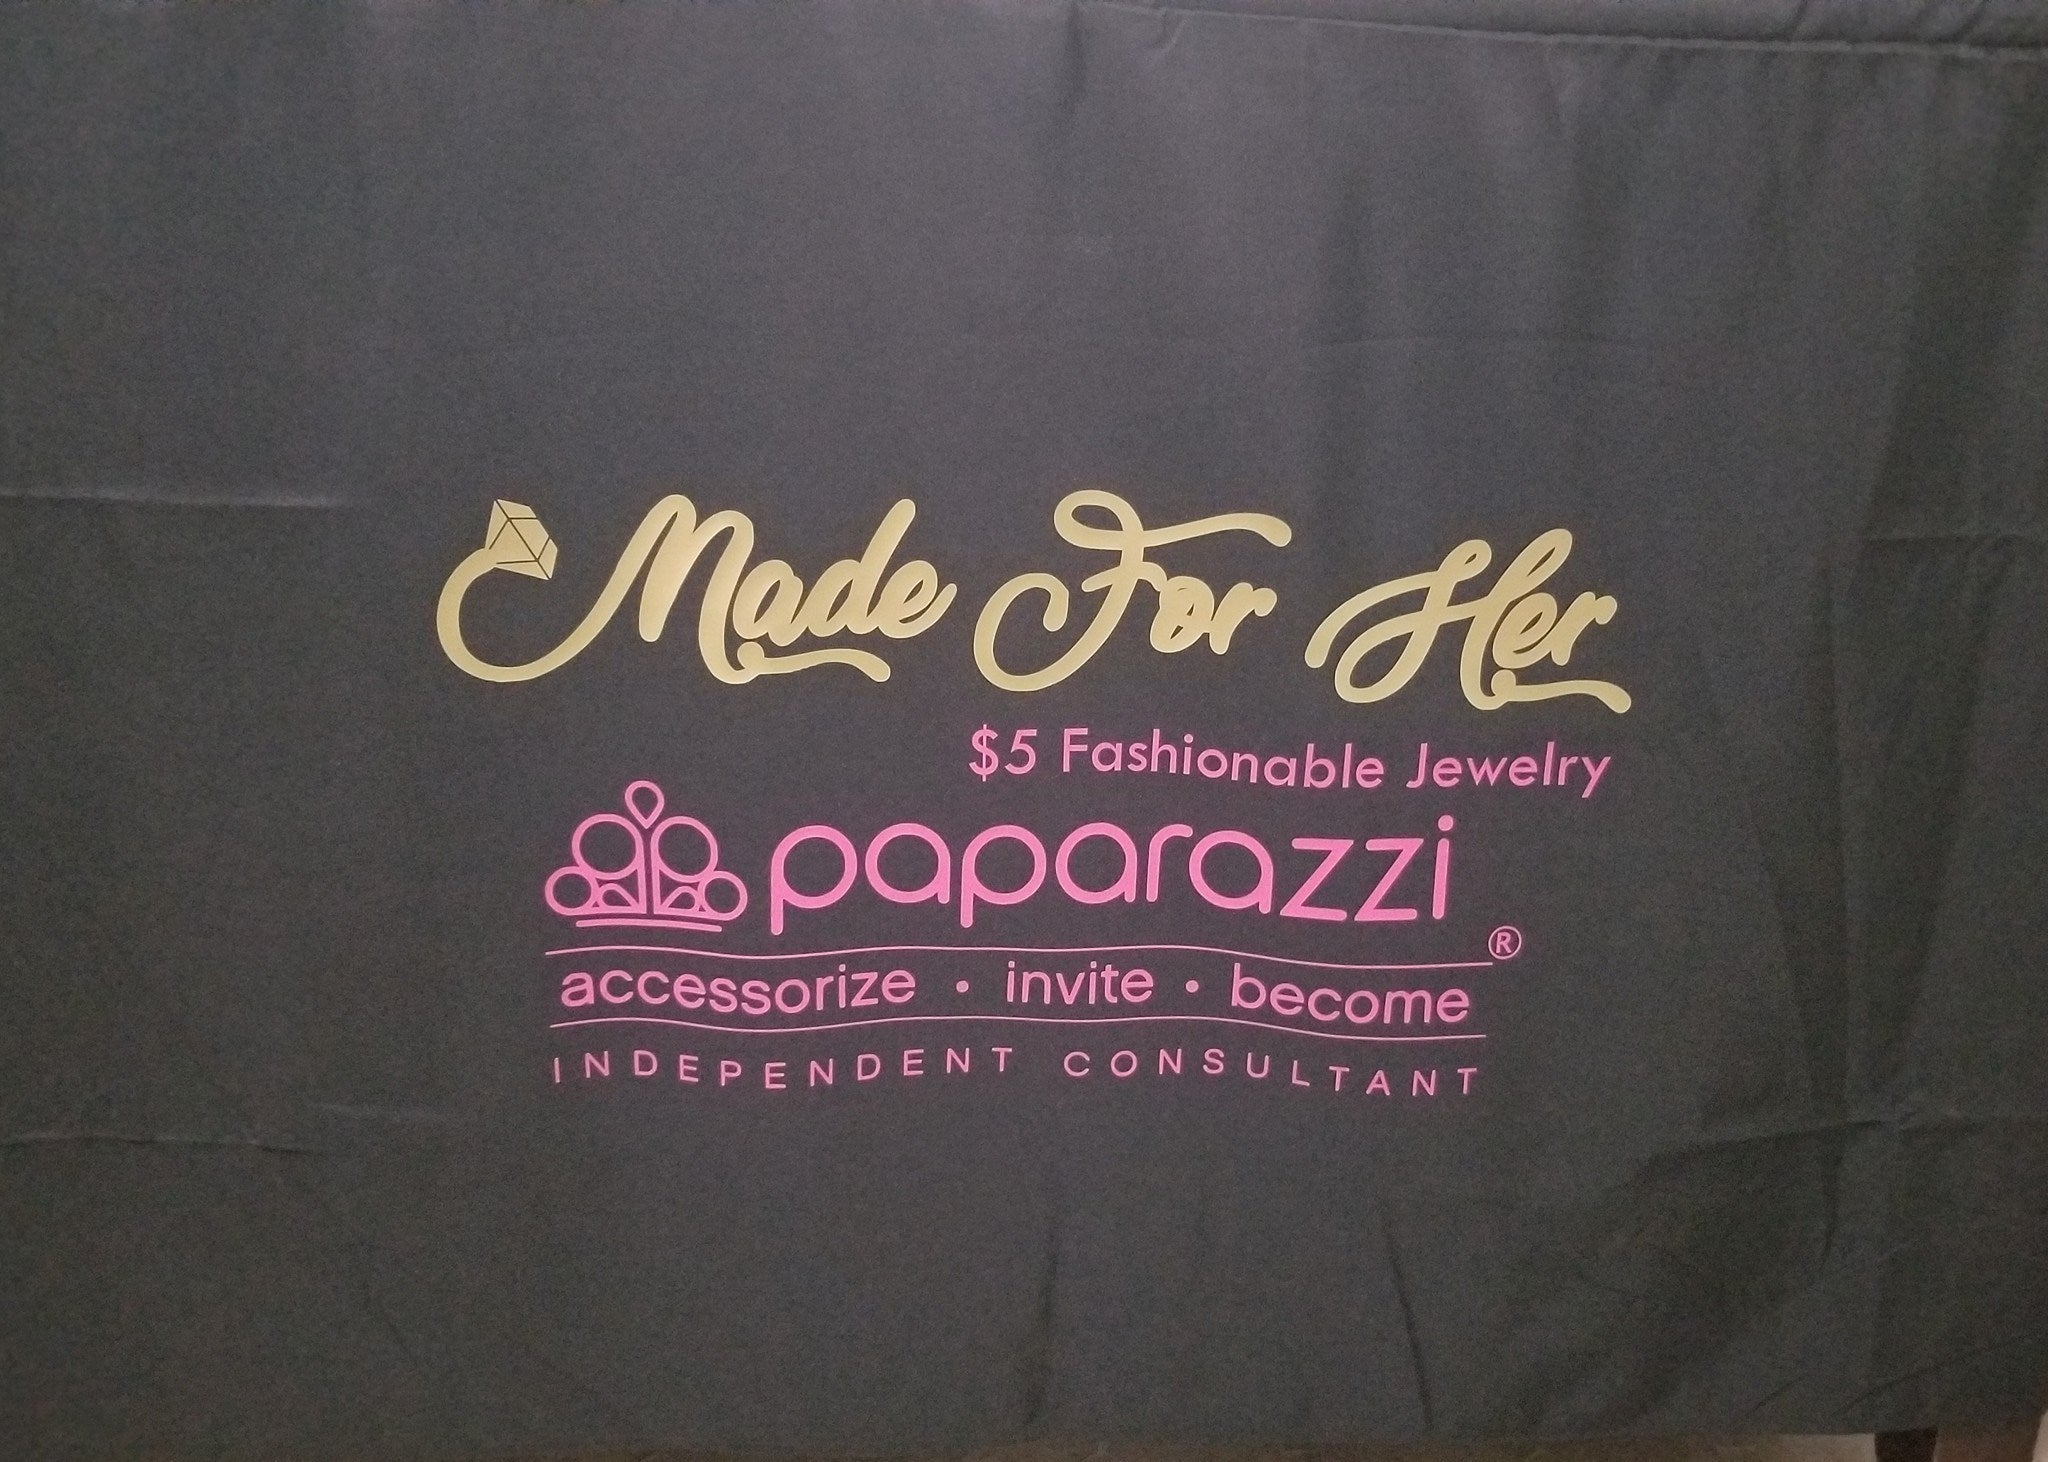 Made For Her
$5 Fashionable Jewelry
paparazzi ®
accessorize • invite • become
INDEPENDENT CONSULTANT